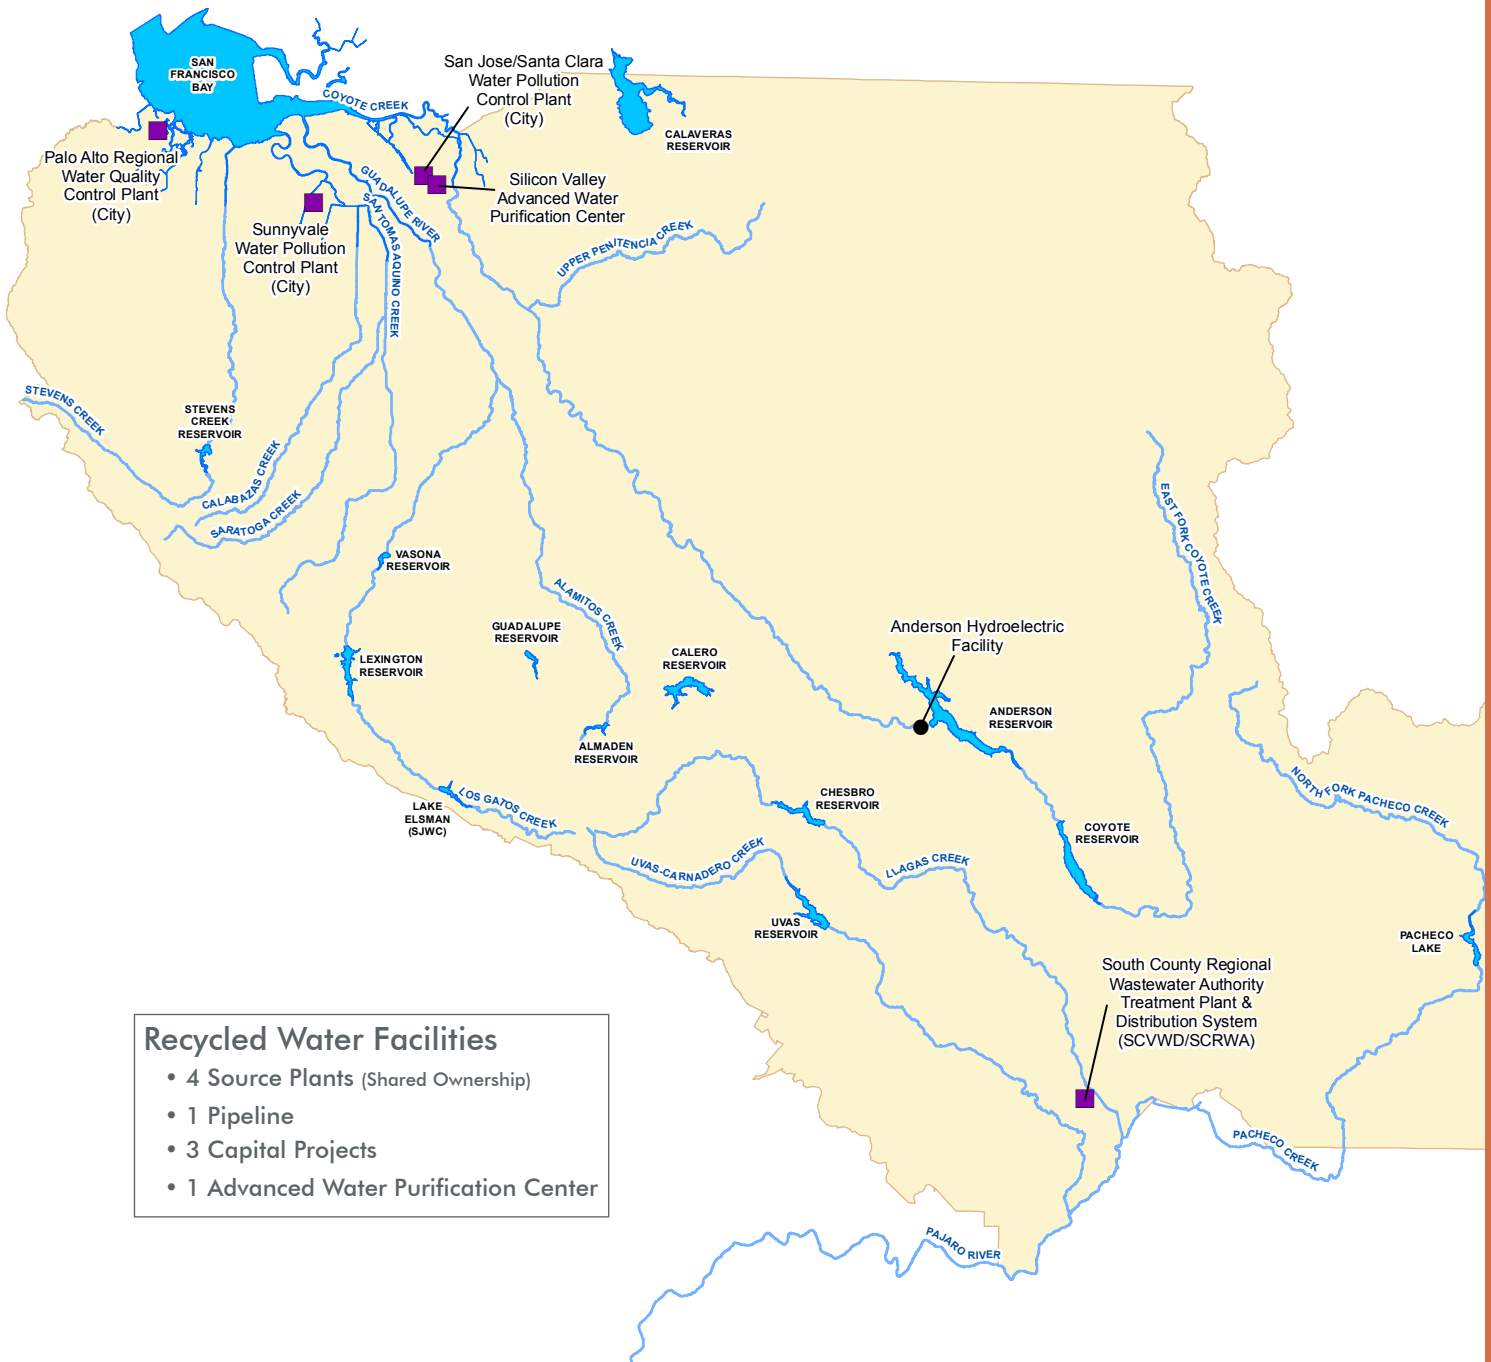 SAN
FRANCISCO
BAY
COYOTE CREEK
San Jose/Santa Clara
Water Pollution
Control Plant
(City)
CALAVERAS
RESERVOIR
Palo Alto Regional
Water Quality
Control Plant
(City)
Silicon Valley
Advanced Water
Purification Center
GUADALUPE RIVER
SAN TOMAS AQUINO CREEK
Sunnyvale
Water Pollution
Control Plant
(City)
UPPER PENITENCIA CREEK
STEVENS CREEK
STEVENS
CREEK
RESERVOIR
CALABAZAS CREEK
SARATOGA CREEK
EAST FORK COYOTE CREEK
VASONA
RESERVOIR
ALAMITOS CREEK
GUADALUPE
RESERVOIR
LEXINGTON
RESERVOIR
CALERO
RESERVOIR
Anderson Hydroelectric
Facility
ANDERSON
RESERVOIR
ALMADEN
RESERVOIR
LAKE
ELSMAN
(SJWC)
LOS GATOS CREEK
CHESBRO
RESERVOIR
NORTH FORK PACHECO CREEK
COYOTE
RESERVOIR
UVAS-CARNADERO CREEK
LLAGAS CREEK
UVAS
RESERVOIR
PACHECO
LAKE
South County Regional
Wastewater Authority
Treatment Plant &
Distribution System
(SCVWD/SCRWA)
PACHECO CREEK
PAJARO RIVER
Recycled Water Facilities
• 4 Source Plants (Shared Ownership)
• 1 Pipeline
• 3 Capital Projects
• 1 Advanced Water Purification Center